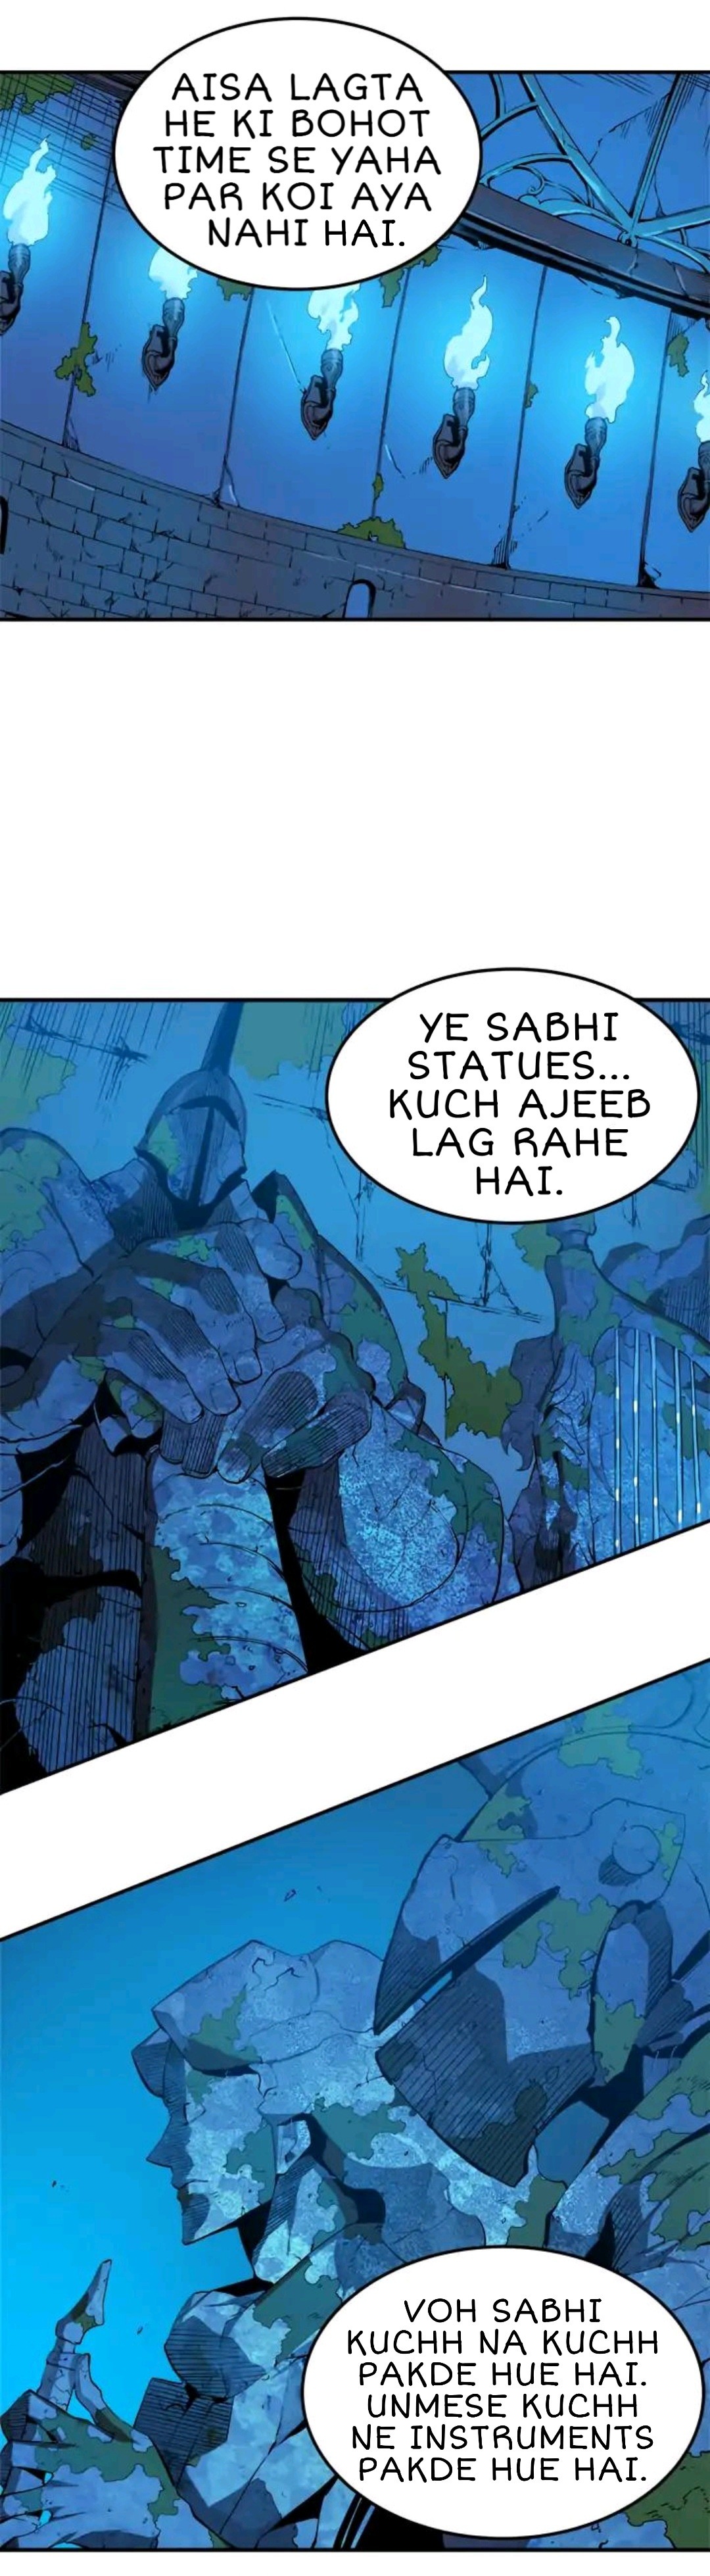 AISA LAGTA
HE KI BOHOT
TIME SE YAHA
PAR KOI AYA
NAHI HAI.
YE SABHI
STATUES...
KUCH AJEEB
LAG RAHE
HAI.
VOH SABHI
KUCHH NA KUCHH
PAKDE HUE HAI.
UNMESE KUCHH
NE INSTRUMENTS
PAKDE HUE HAI.